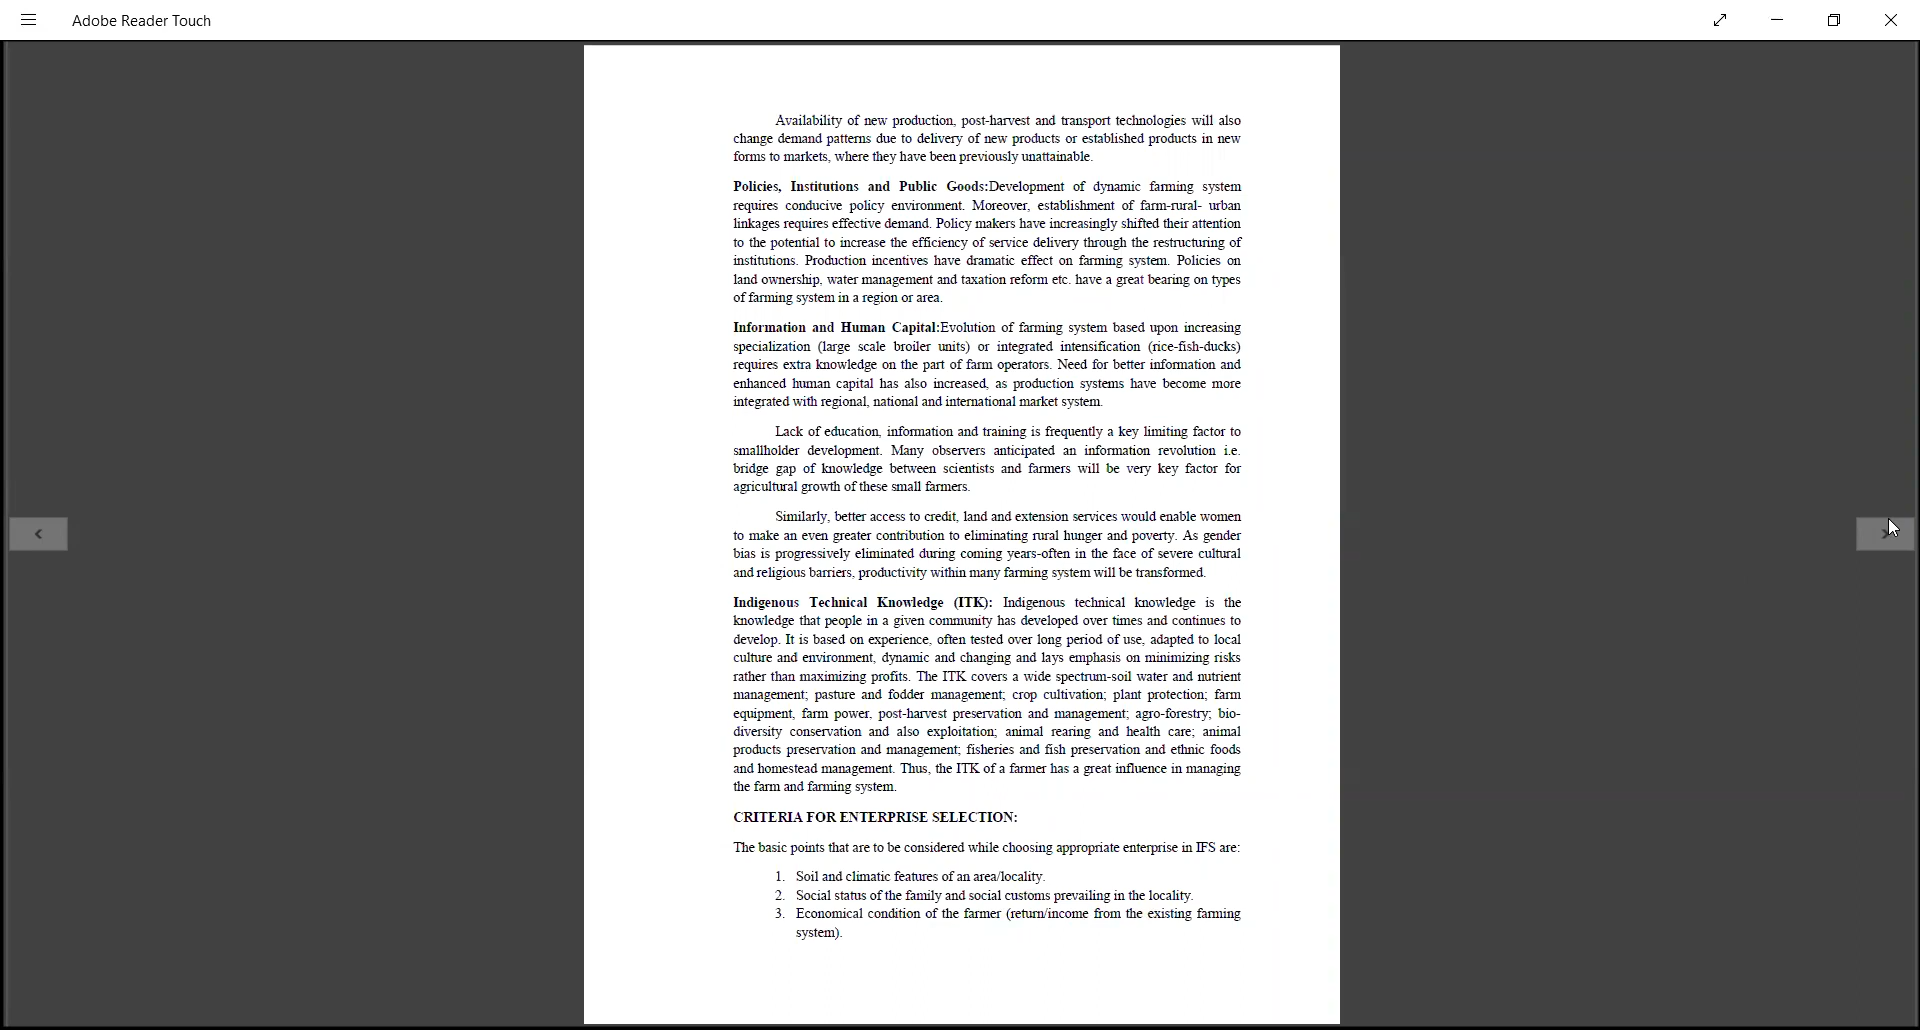 Adobe Reader Touch
Availability of new production, post-harvest and transport technologies will also
change demand patterns due to delivery of new products or established products in new
forms to markets, where they have been previously unattainable.
Policies, Institutions and Public Goods:Development of dynamic farming system
requires conducive policy environment. Moreover, establishment of farm-rural- urban
linkages requires effective demand. Policy makers have increasingly shifted their attention
to the potential to increase the efficiency of service delivery through the restructuring of
institutions. Production incentives have dramatic effect on farming system. Policies on
land ownership, water management and taxation reform etc. have a great bearing on types
of farming system in a region or area.
Information and Human Capital:Evolution of farming system based upon increasing
specialization (large scale broiler units) or integrated intensification (rice-fish-ducks)
requires extra knowledge on the part of farm operators. Need for better information and
enhanced human capital has also increased, as production systems have become more
integrated with regional, national and international market system.
Lack of education, information and training is frequently a key limiting factor to
smallholder development. Many observers anticipated an information revolution i.e.
bridge gap of knowledge between scientists and farmers will be very key factor for
agricultural growth of these small farmers.
Similarly, better access to credit, land and extension services would enable women
to make an even greater contribution to eliminating rural hunger and poverty. As gender
bias is progressively eliminated during coming years-often in the face of severe cultural
and religious barriers, productivity within many farming system will be transformed.
Indigenous Technical Knowledge (ITK): Indigenous technical knowledge is the
knowledge that people in a given community has developed over times and continues to
develop. It is based on experience, often tested over long period of use, adapted to local
culture and environment, dynamic and changing and lays emphasis on minimizing risks
rather than maximizing profits. The ITK covers a wide spectrum-soil water and nutrient
management; pasture and fodder management; crop cultivation; plant protection; farm
equipment, farm power, post-harvest preservation and management; agro-forestry; bio-
diversity conservation and also exploitation; animal rearing and health care; animal
products preservation and management; fisheries and fish preservation and ethnic foods
and homestead management. Thus, the ITK of a farmer has a great influence in managing
the farm and farming system.
CRITERIA FOR ENTERPRISE SELECTION:
The basic points that are to be considered while choosing appropriate enterprise in IFS are:
1. Soil and climatic features of an area/locality.
2. Social status of the family and social customs prevailing in the locality.
3. Economical condition of the farmer (return/income from the existing farming
system).